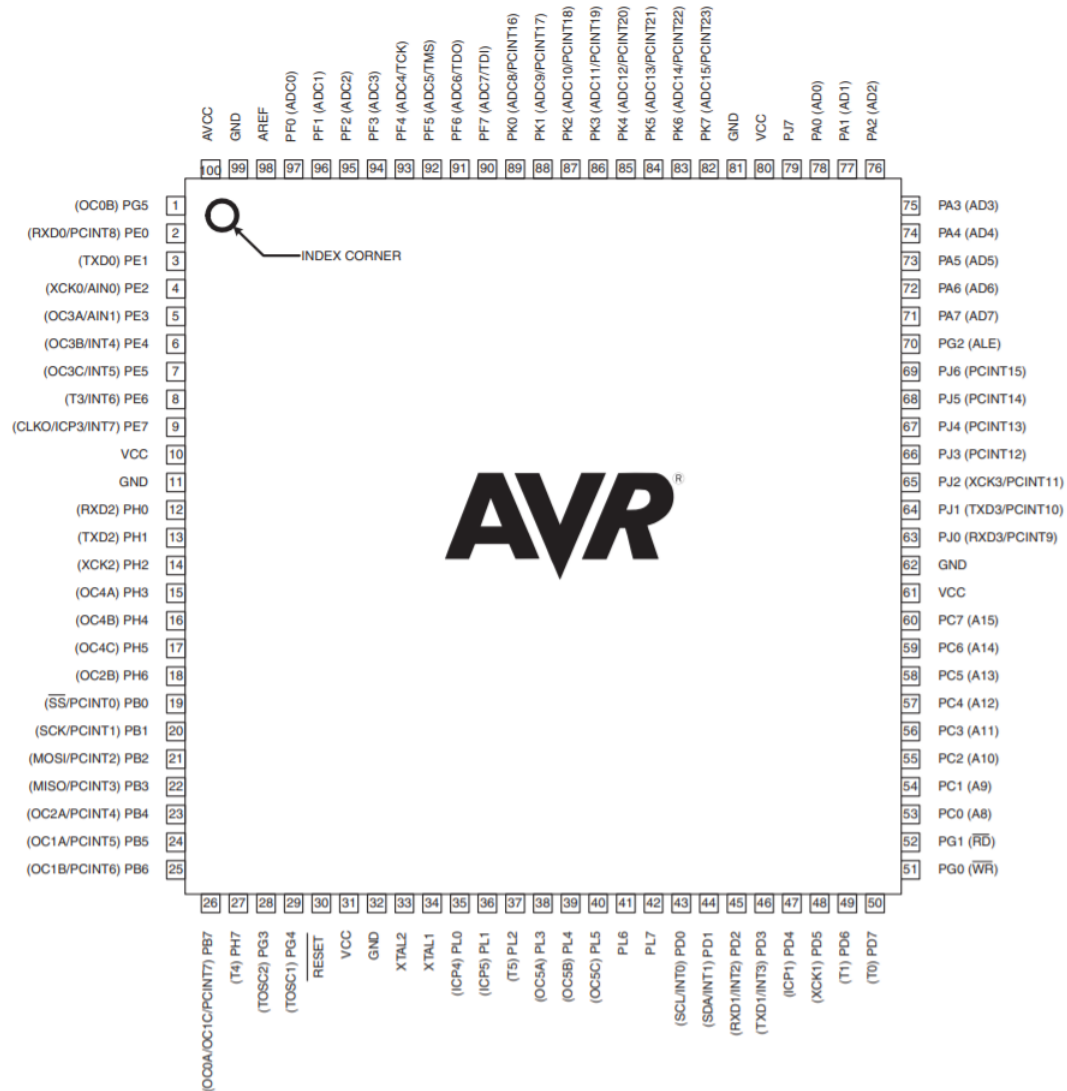 AVCC
GND
AREF
PF0 (ADC0)
PF1 (ADC1)
PF2 (ADC2)
PF3 (ADC3)
PF4 (ADC4/TCK)
PF5 (ADC5/TMS)
PF6 (ADC6/TDO)
PF7 (ADC7/TDI)
PK0 (ADC8/PCINT16)
PK1 (ADC9/PCINT17)
PK2 (ADC10/PCINT18)
PK3 (ADC11/PCINT19)
PK4 (ADC12/PCINT20)
PK5 (ADC13/PCINT21)
PK6 (ADC14/PCINT22)
PK7 (ADC15/PCINT23)
GND
VCC
PJ7
PA0 (AD0)
PA1 (AD1)
PA2 (AD2)
100 99 98 97 96 95 94 93 92 91 90 89 88 87 86 85 84 83 82 81 80 79 78 77 76
(OC0B) PG5 1
(RXD0/PCINT8) PE0 2
(TXD0) PE1 3
(XCK0/AIN0) PE2 4
(OC3A/AIN1) PE3 5
(OC3B/INT4) PE4 6
(OC3C/INT5) PE5 7
(T3/INT6) PE6 8
(CLKO/ICP3/INT7) PE7 9
VCC 10
GND 11
(RXD2) PH0 12
(TXD2) PH1 13
(XCK2) PH2 14
(OC4A) PH3 15
(OC4B) PH4 16
(OC4C) PH5 17
(OC2B) PH6 18
(SS/PCINT0) PB0 19
(SCK/PCINT1) PB1 20
(MOSI/PCINT2) PB2 21
(MISO/PCINT3) PB3 22
(OC2A/PCINT4) PB4 23
(OC1A/PCINT5) PB5 24
(OC1B/PCINT6) PB6 25
INDEX CORNER
AVR®
75 PA3 (AD3)
74 PA4 (AD4)
73 PA5 (AD5)
72 PA6 (AD6)
71 PA7 (AD7)
70 PG2 (ALE)
69 PJ6 (PCINT15)
68 PJ5 (PCINT14)
67 PJ4 (PCINT13)
66 PJ3 (PCINT12)
65 PJ2 (XCK3/PCINT11)
64 PJ1 (TXD3/PCINT10)
63 PJ0 (RXD3/PCINT9)
62 GND
61 VCC
60 PC7 (A15)
59 PC6 (A14)
58 PC5 (A13)
57 PC4 (A12)
56 PC3 (A11)
55 PC2 (A10)
54 PC1 (A9)
53 PC0 (A8)
52 PG1 (RD)
51 PG0 (WR)
26 27 28 29 30 31 32 33 34 35 36 37 38 39 40 41 42 43 44 45 46 47 48 49 50
(OC0A/OC1C/PCINT7) PB7
(T4) PH7
(TOSC2) PG3
(TOSC1) PG4
RESET
VCC
GND
XTAL2
XTAL1
(ICP4) PL0
(ICP5) PL1
(T5) PL2
(OC5A) PL3
(OC5B) PL4
(OC5C) PL5
PL6
PL7
(SCL/INT0) PD0
(SDA/INT1) PD1
(RXD1/INT2) PD2
(TXD1/INT3) PD3
(ICP1) PD4
(XCK1) PD5
(T1) PD6
(T0) PD7